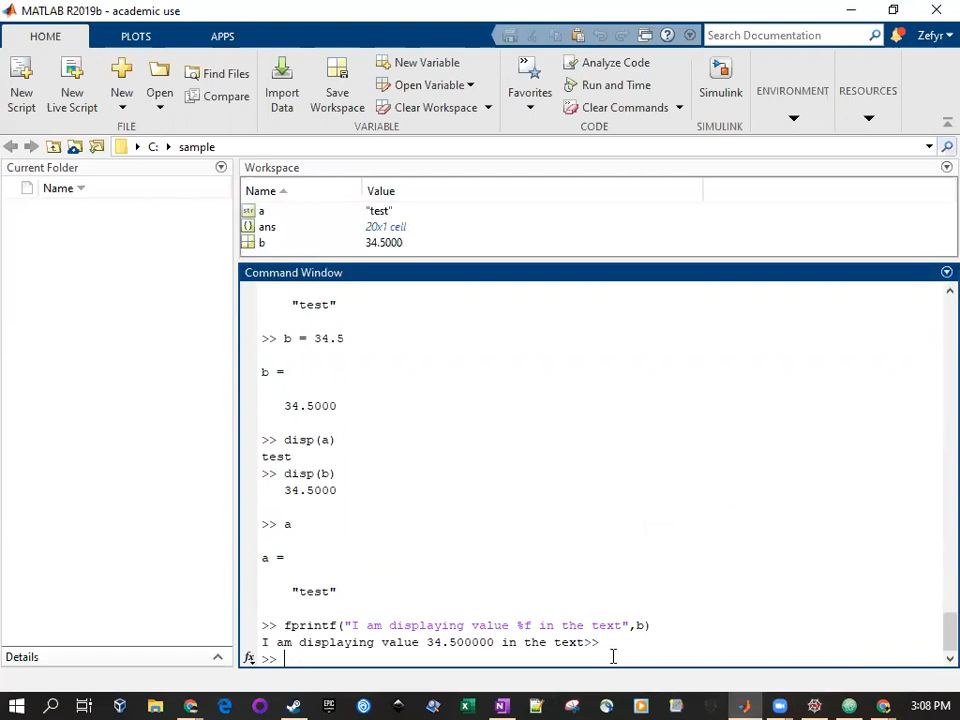 MATLAB R2019b - academic use
HOME PLOTS APPS Search Documentation Zefyr
New Script New Live Script New Open Find Files Compare Import Data Save Workspace New Variable Open Variable Clear Workspace Favorites Analyze Code Run and Time Clear Commands Simulink ENVIRONMENT RESOURCES
FILE VARIABLE CODE SIMULINK
C: sample
Current Folder Workspace
Name Name Value
str a "test"
{} ans 20x1 cell
b 34.5000
Command Window
"test"
>> b = 34.5
b =
34.5000
>> disp(a)
test
>> disp(b)
34.5000
>> a
a =
"test"
>> fprintf("I am displaying value %f in the text",b)
I am displaying value 34.500000 in the text>>
fx >>
Details
EPIC
3:08 PM